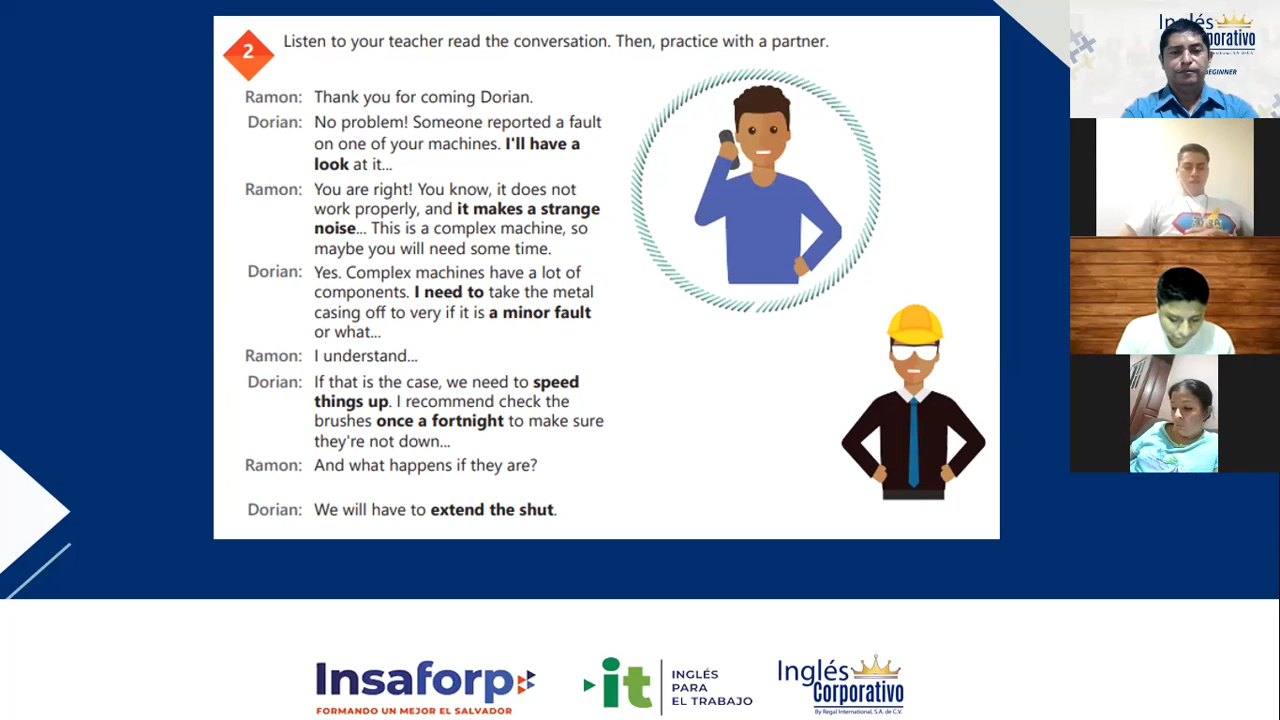 2
Listen to your teacher read the conversation. Then, practice with a partner.
Ramon: Thank you for coming Dorian.
Dorian: No problem! Someone reported a fault
on one of your machines. I'll have a
look at it...
Ramon: You are right! You know, it does not
work properly, and it makes a strange
noise... This is a complex machine, so
maybe you will need some time.
Dorian: Yes. Complex machines have a lot of
components. I need to take the metal
casing off to very if it is a minor fault
or what...
Ramon: I understand...
Dorian: If that is the case, we need to speed
things up. I recommend check the
brushes once a fortnight to make sure
they're not down...
Ramon: And what happens if they are?
Dorian: We will have to extend the shut.
Inglés
BEGINNER
Insaforp
FORMANDO UN MEJOR EL SALVADOR
it
INGLÉS
PARA
EL TRABAJO
Inglés
Corporativo
By Regal International, S.A. de C.V.